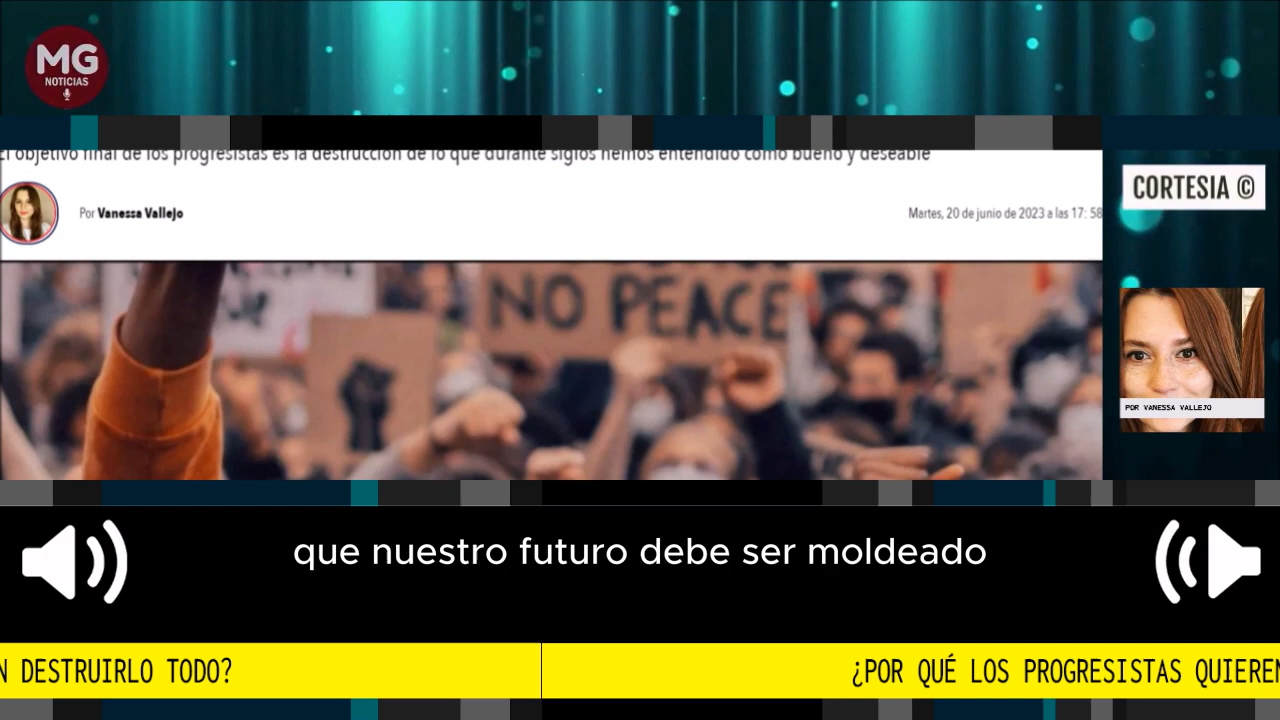 MG
NOTICIAS
El objetivo final de los progresistas es la destrucción de lo que durante siglos hemos entendido como bueno y deseable
CORTESIA ©
Por Vanessa Vallejo
Martes, 20 de junio de 2023 a las 17: 58
NO PEACE
POR VANESSA VALLEJO
que nuestro futuro debe ser moldeado
N DESTRUIRLO TODO?
¿POR QUÉ LOS PROGRESISTAS QUIEREN